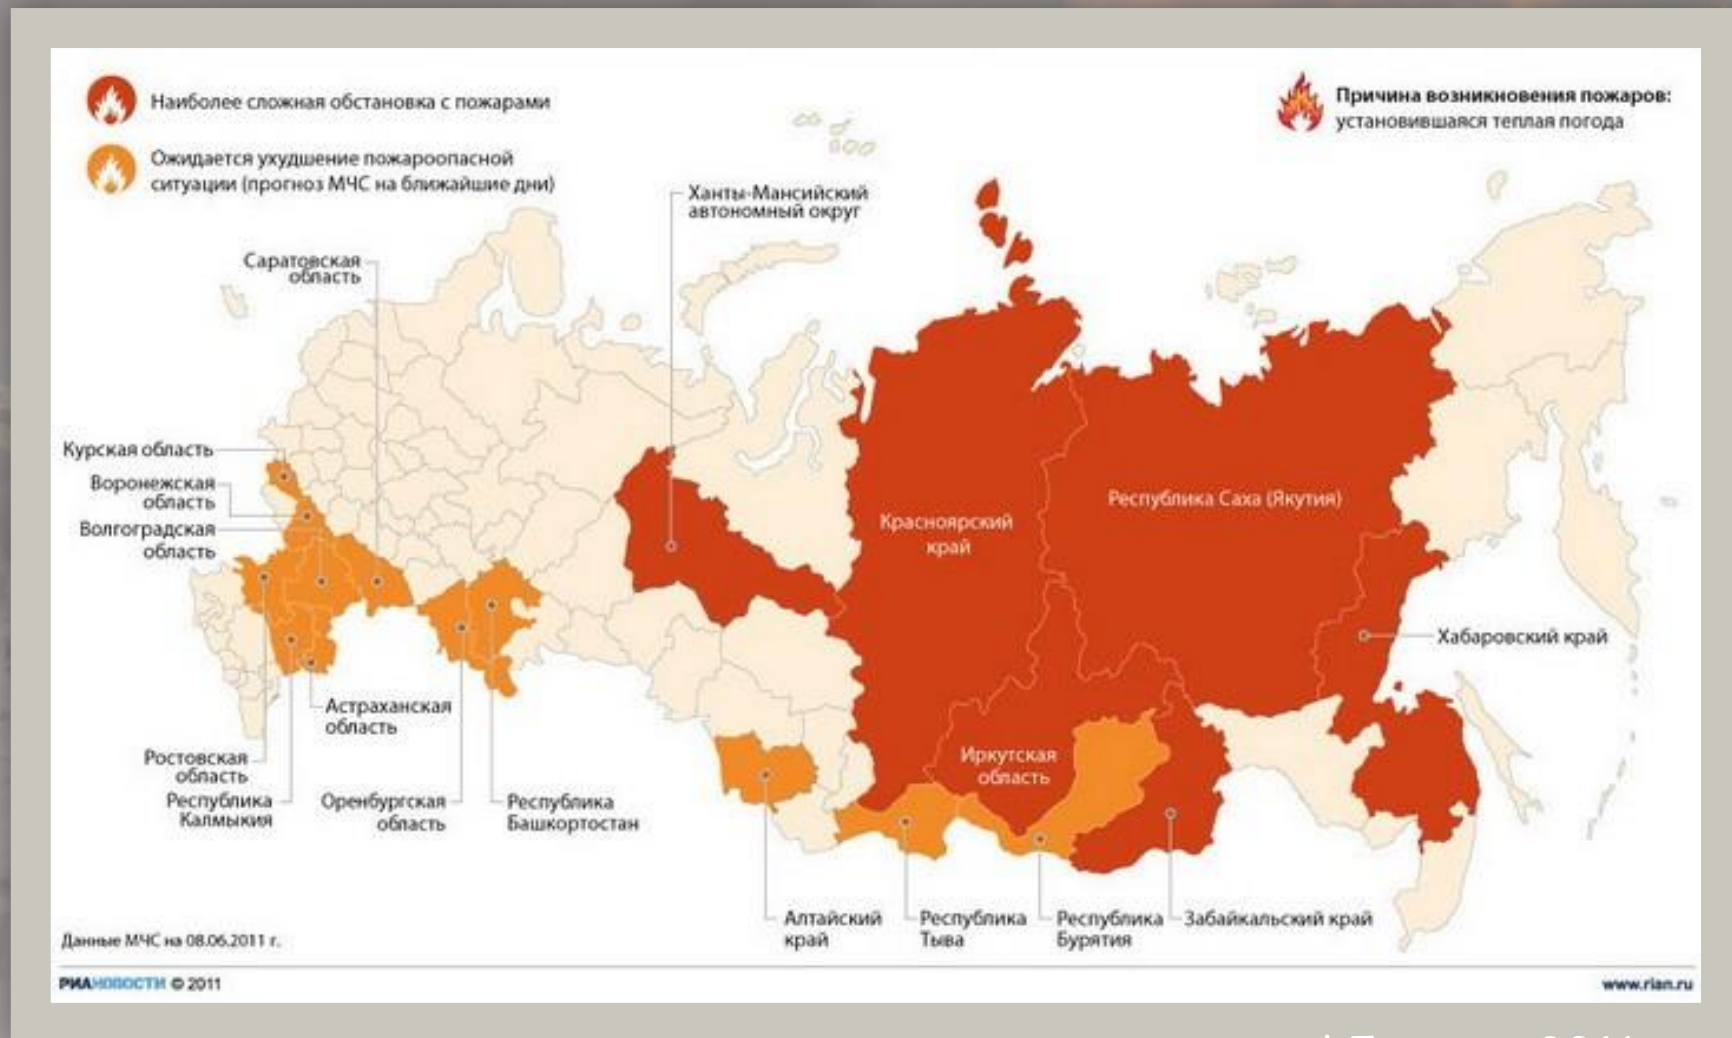 Наиболее сложная обстановка с пожарами
Ожидается ухудшение пожароопасной
ситуации (прогноз МЧС на ближайшие дни)
Причина возникновения пожаров:
установившаяся теплая погода
Ханты-Мансийский
автономный округ
Саратовская
область
Курская область
Воронежская
область
Волгоградская
область
Красноярский
край
Республика Саха (Якутия)
Хабаровский край
Иркутская
область
Астраханская
область
Ростовская
область
Республика
Калмыкия
Оренбургская
область
Республика
Башкортостан
Алтайский
край
Республика
Тыва
Республика
Бурятия
Забайкальский край
Данные МЧС на 08.06.2011 г.
РИАНОВОСТИ © 2011
www.rian.ru